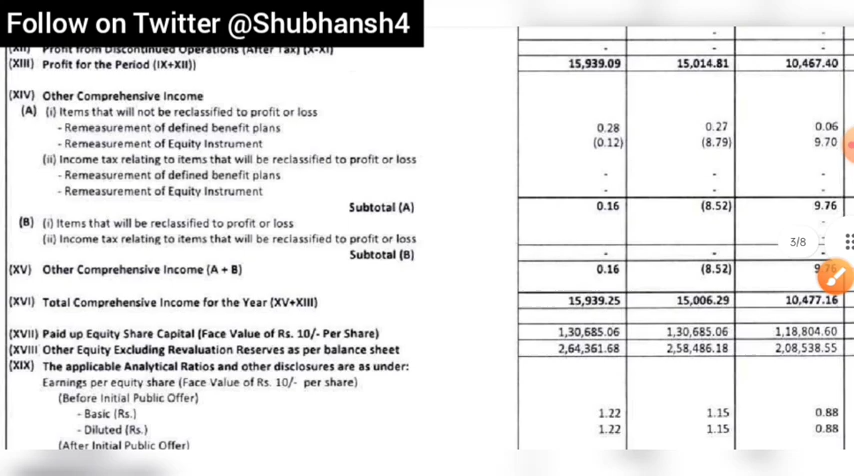 Follow on Twitter @Shubhansh4
(XII) Profit from Discontinued Operations (After Tax) (X-XI) - -
(XIII) Profit for the Period (IX+XII)) 15,939.09 15,014.81 10,467.40
(XIV) Other Comprehensive Income
(A) (i) Items that will not be reclassified to profit or loss
- Remeasurement of defined benefit plans 0.28 0.27 0.06
- Remeasurement of Equity Instrument (0.12) (8.79) 9.70
(ii) Income tax relating to items that will be reclassified to profit or loss
- Remeasurement of defined benefit plans - - -
- Remeasurement of Equity Instrument - - -
Subtotal (A) 0.16 (8.52) 9.76
(B) (i) Items that will be reclassified to profit or loss
(ii) Income tax relating to items that will be reclassified to profit or loss 3/8
Subtotal (B) - -
(XV) Other Comprehensive Income (A + B) 0.16 (8.52)
(XVI) Total Comprehensive Income for the Year (XV+XIII) 15,939.25 15,006.29 10,477.16
(XVII) Paid up Equity Share Capital (Face Value of Rs. 10/- Per Share) 1,30,685.06 1,30,685.06 1,18,804.60
(XVIII Other Equity Excluding Revaluation Reserves as per balance sheet 2,64,361.68 2,58,486.18 2,08,538.55
(XIX) The applicable Analytical Ratios and other disclosures are as under:
Earnings per equity share (Face Value of Rs. 10/- per share)
(Before Initial Public Offer)
- Basic (Rs.) 1.22 1.15 0.88
- Diluted (Rs.) 1.22 1.15 0.88
(After Initial Public Offer)